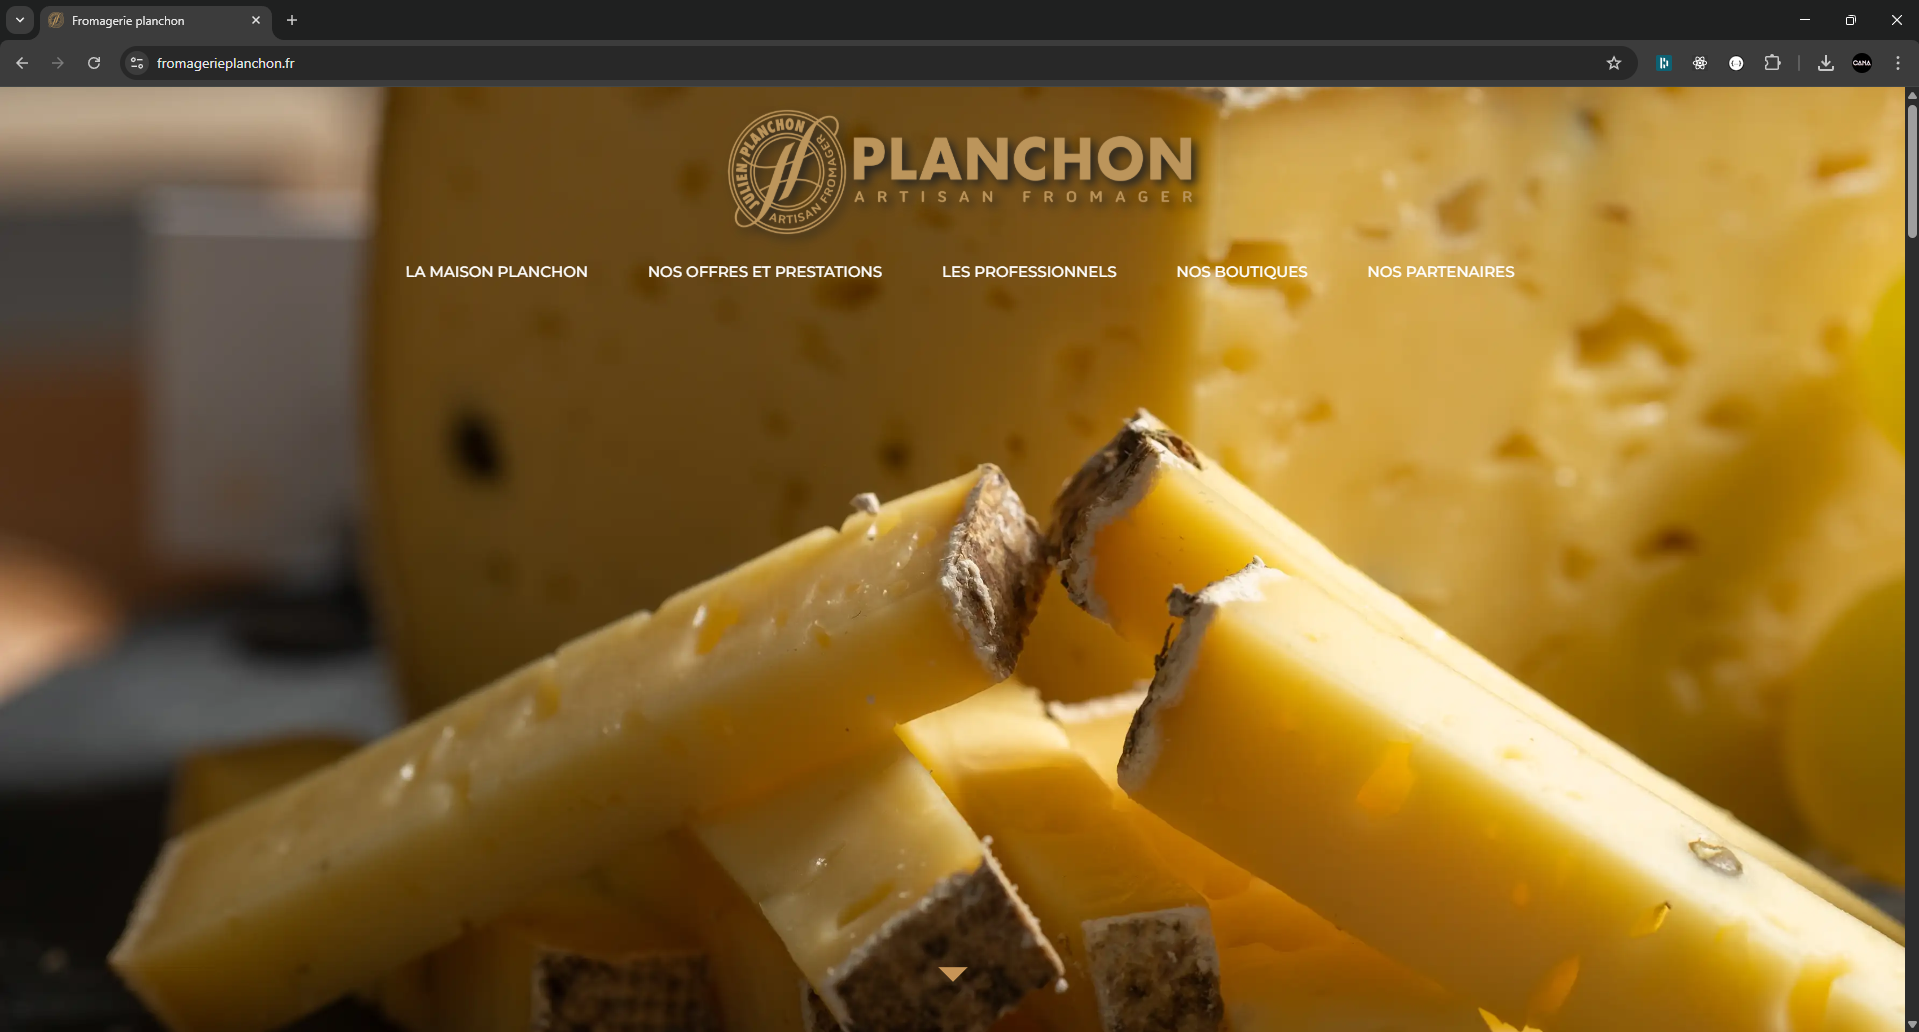 Fromagerie planchon
fromagerieplanchon.fr
CANA
JULIEN PLANCHON
ARTISAN FROMAGER
PLANCHON
ARTISAN FROMAGER
LA MAISON PLANCHON
NOS OFFRES ET PRESTATIONS
LES PROFESSIONNELS
NOS BOUTIQUES
NOS PARTENAIRES